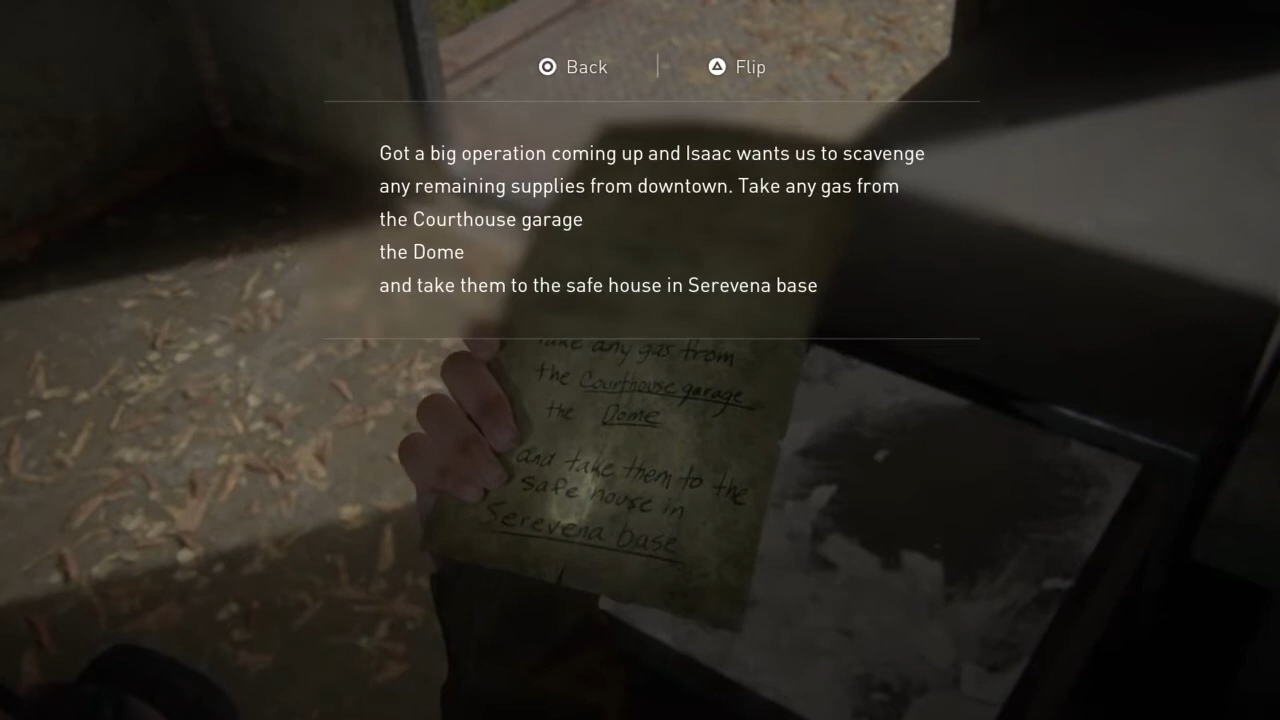 Back
Flip
Got a big operation coming up and Isaac wants us to scavenge
any remaining supplies from downtown. Take any gas from
the Courthouse garage
the Dome
and take them to the safe house in Serevena base
Take any gas from
the Courthouse garage
the Dome
and take them to the
safe house in
Serevena base